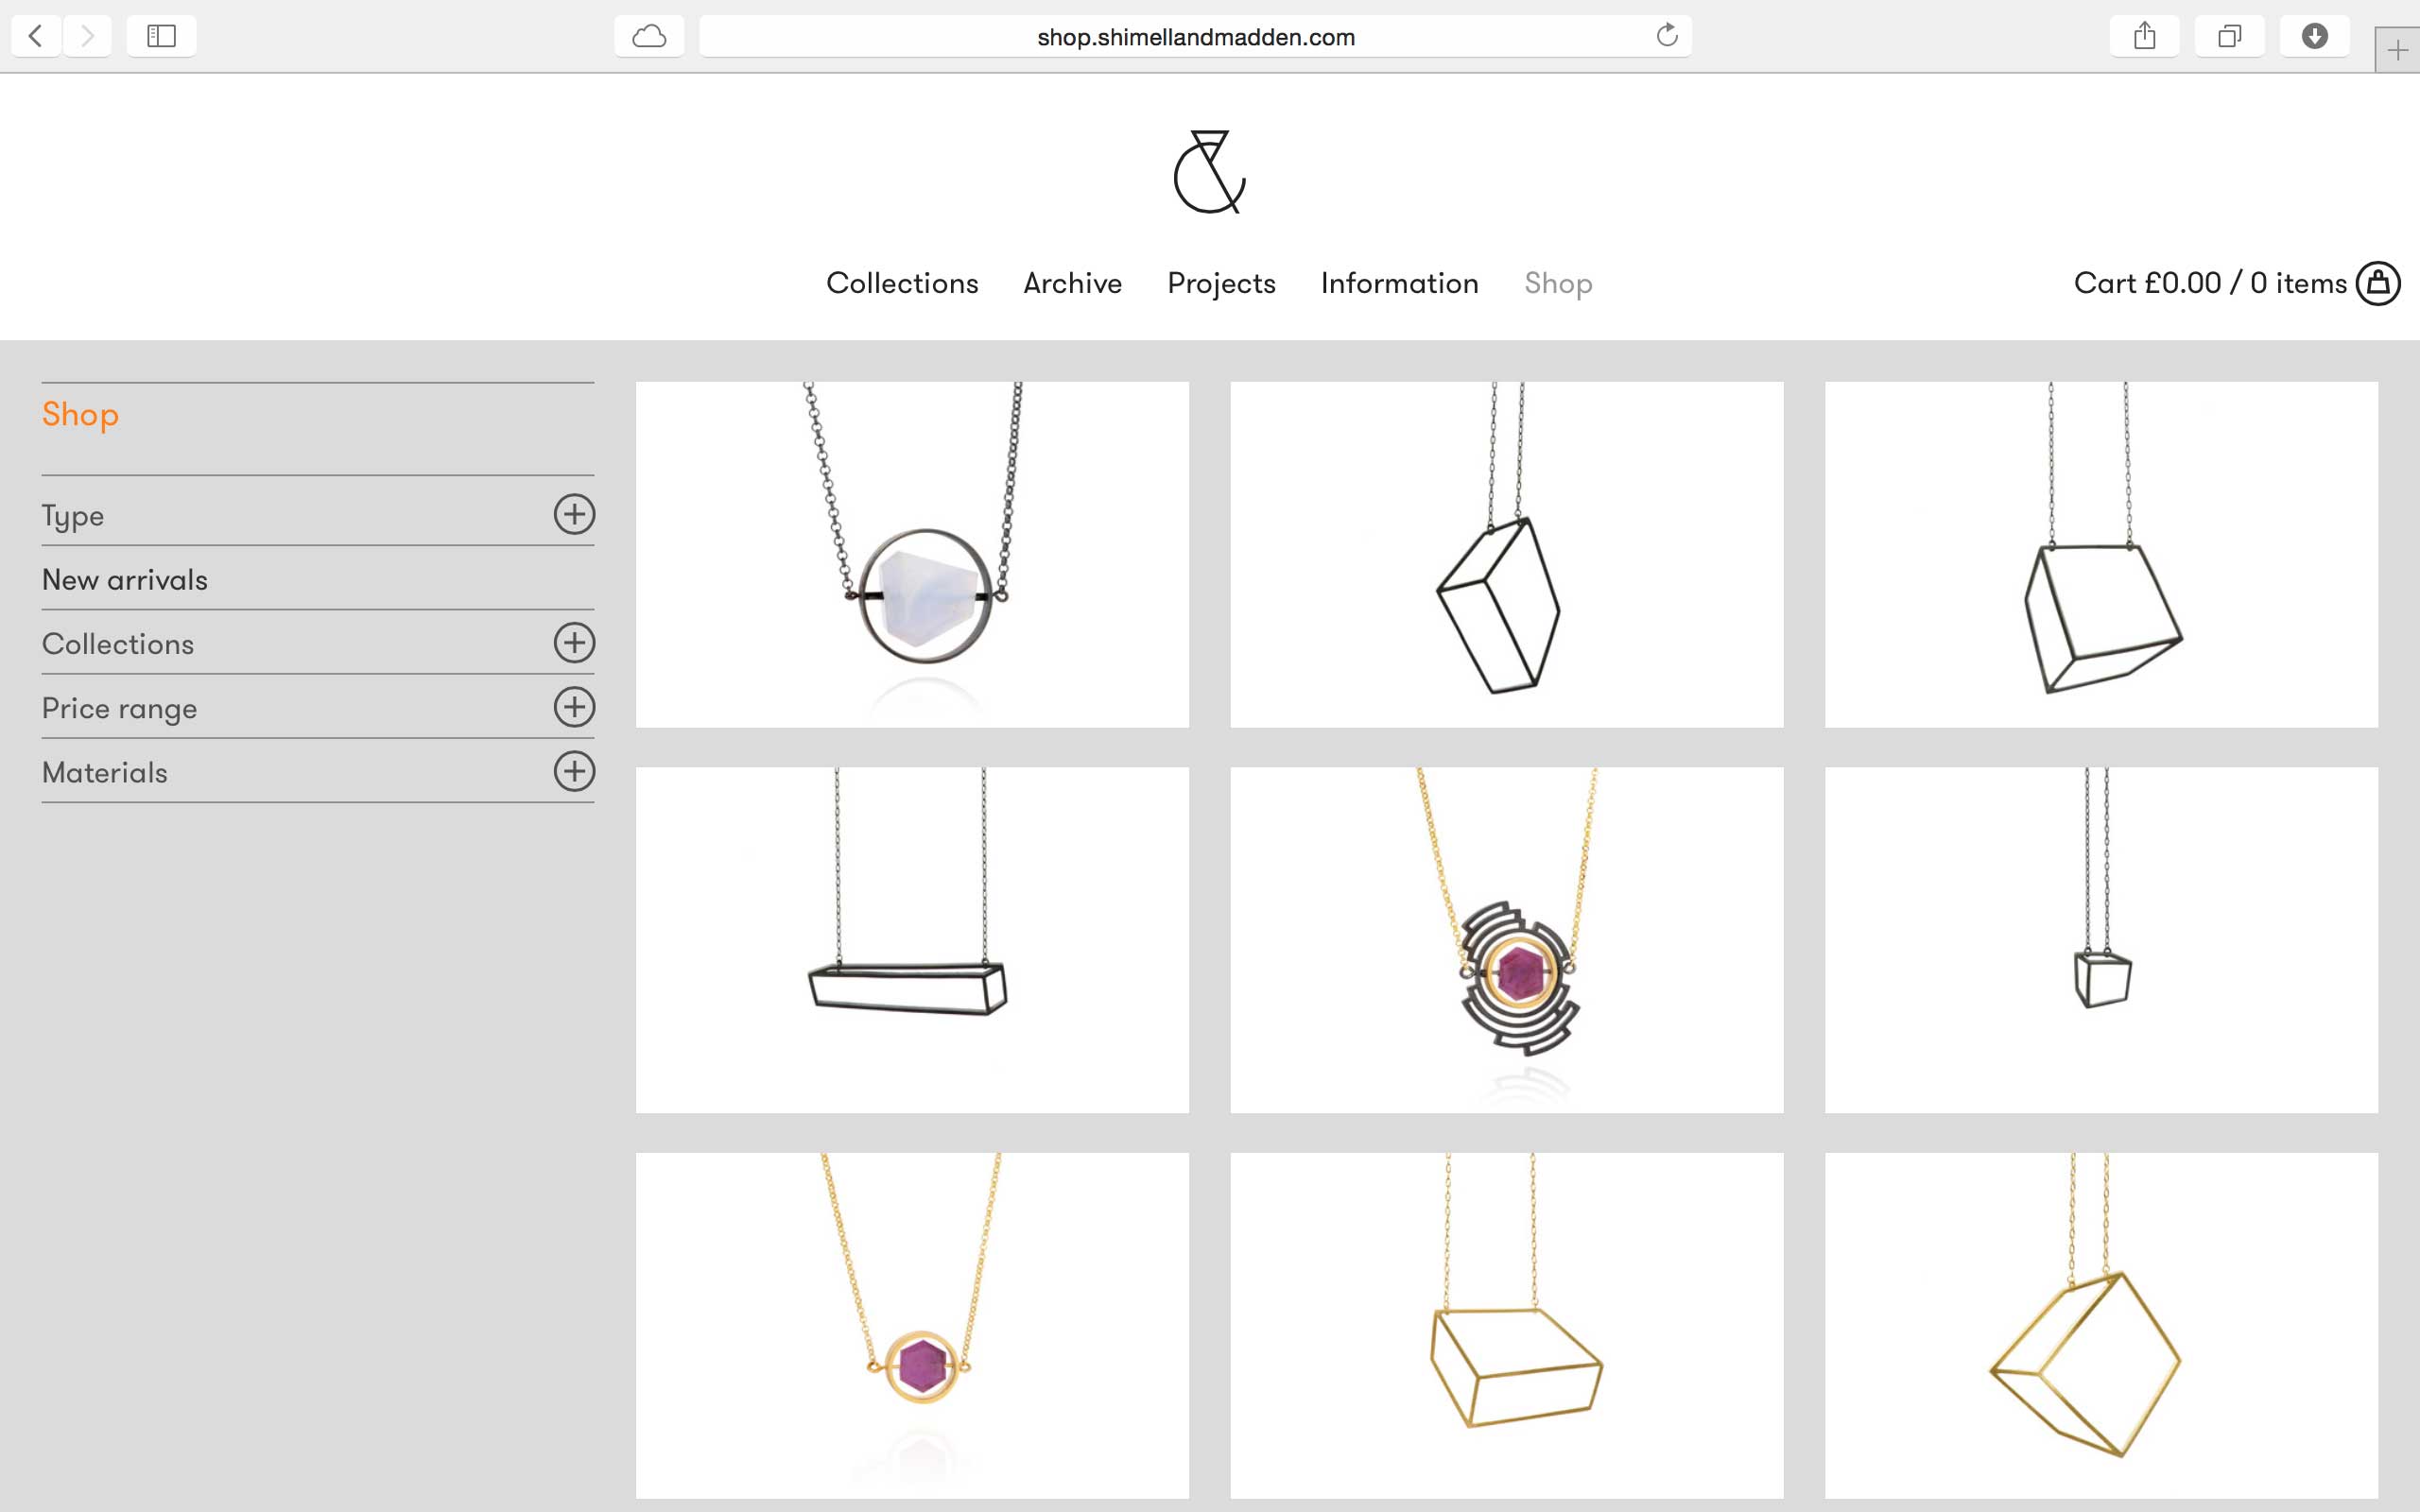 shop.shimellandmadden.com
&
Collections Archive Projects Information Shop
Cart £0.00 / 0 items
Shop
Type
New arrivals
Collections
Price range
Materials